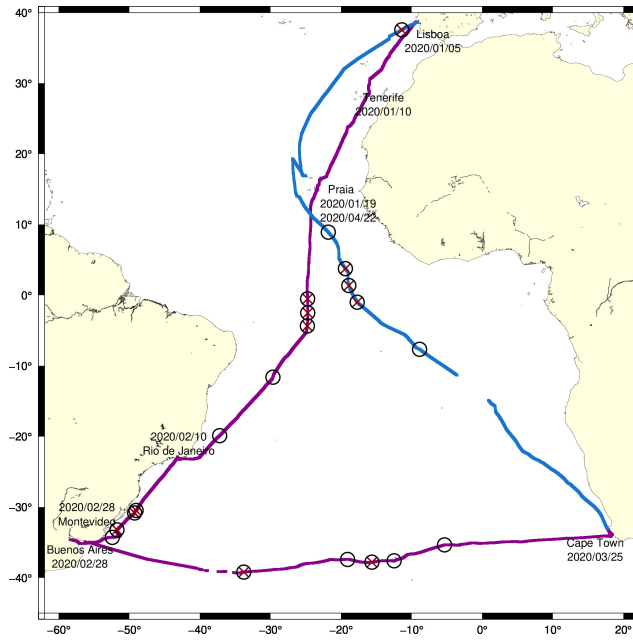 40°
Lisboa
2020/01/05
30°
Tenerife
2020/01/10
20°
Praia
2020/01/19
2020/04/22
10°
0°
−10°
−20°
2020/02/10
Rio de Janeiro
−30°
2020/02/28
Montevideo
Buenos Aires
2020/02/28
Cape Town
2020/03/25
−40°
−60° −50° −40° −30° −20° −10° 0° 10° 20°